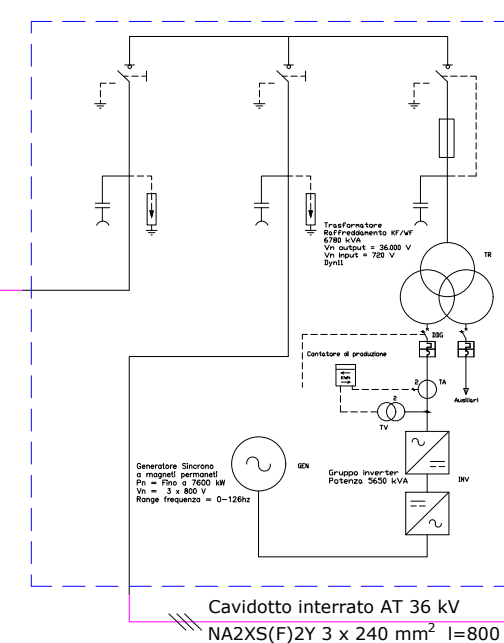 Trasformatore
Raffreddamento KF/WF
6780 kVA
Vn output = 36.000 V
Vn input = 720 V
Dyn11
TR
DDG
Contatore di produzione
KWh
2
TA
Ausiliari
2
TV
Generatore Sincrono
a magneti permaneti
Pn = Fino a 7600 kW
Vn = 3 x 800 V
Range frequenza = 0-126hz
GEN
Gruppo inverter
Potenza 5650 kVA
INV
Cavidotto interrato AT 36 kV
NA2XS(F)2Y 3 x 240 mm² l=800